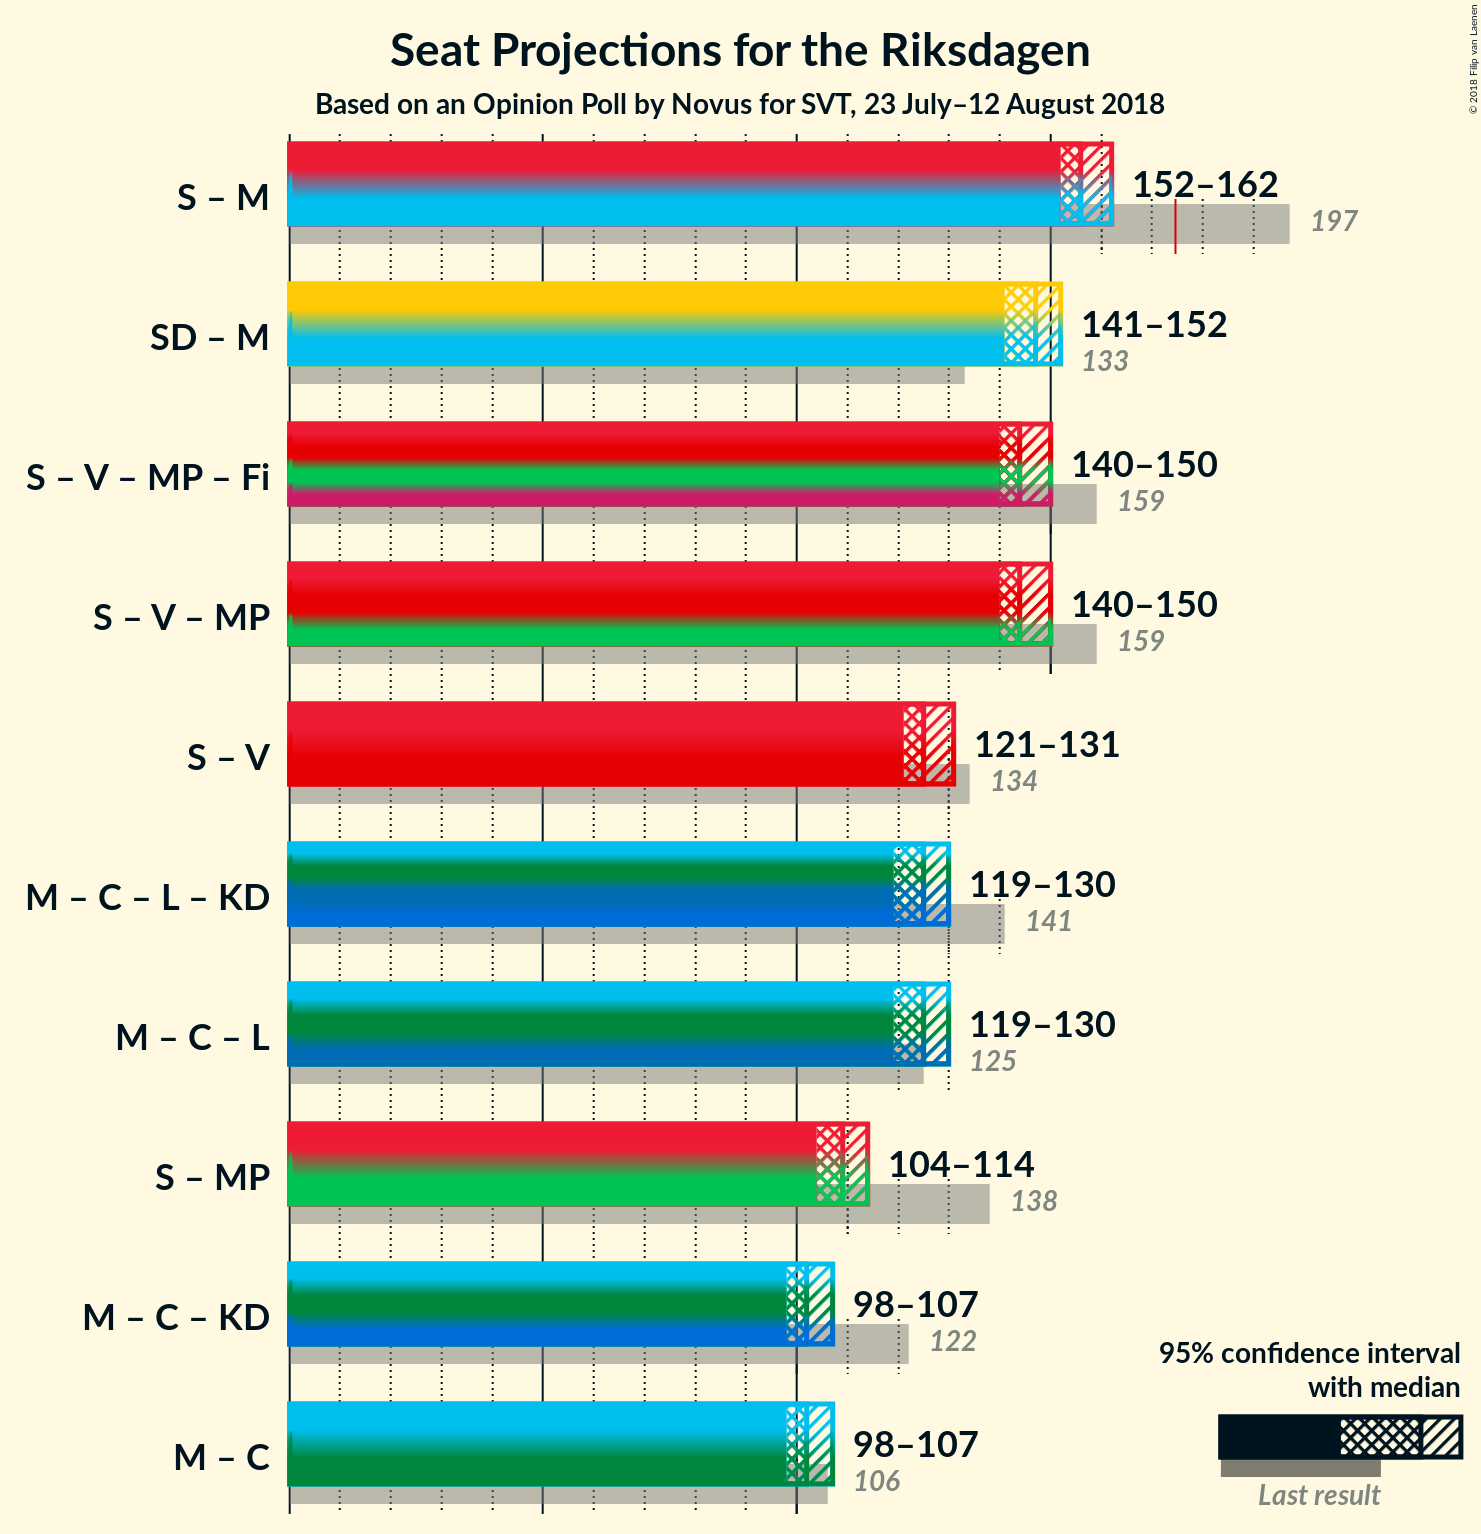 Seat Projections for the Riksdagen
Based on an Opinion Poll by Novus for SVT, 23 July–12 August 2018
© 2018 Filip van Laenen
S – M
152–162
197
SD – M
141–152
133
S – V – MP – Fi
140–150
159
S – V – MP
140–150
159
S – V
121–131
134
M – C – L – KD
119–130
141
M – C – L
119–130
125
S – MP
104–114
138
M – C – KD
98–107
122
M – C
98–107
106
95% confidence interval
with median
Last result